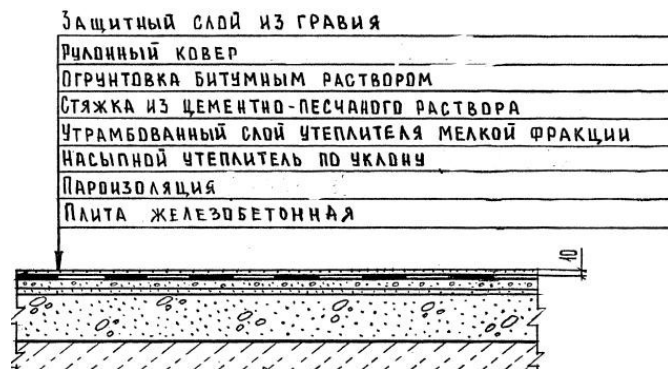 Защитный слой из гравия
Рулонный ковер
Огрунтовка битумным раствором
Стяжка из цементно-песчаного раствора
Утрамбованный слой утеплителя мелкой фракции
Насыпной утеплитель по уклону
Пароизоляция
Плита железобетонная
10